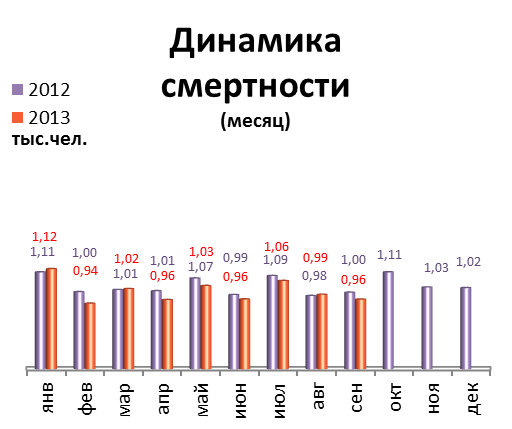 Динамика
смертности
(месяц)
2012
2013
тыс.чел.
1,12
1,11
1,00
0,94
1,02
1,01
1,01
0,96
1,03
1,07
0,99
0,96
1,06
1,09
0,99
0,98
1,00
0,96
1,11
1,03
1,02
янв
фев
мар
апр
май
июн
июл
авг
сен
окт
ноя
дек